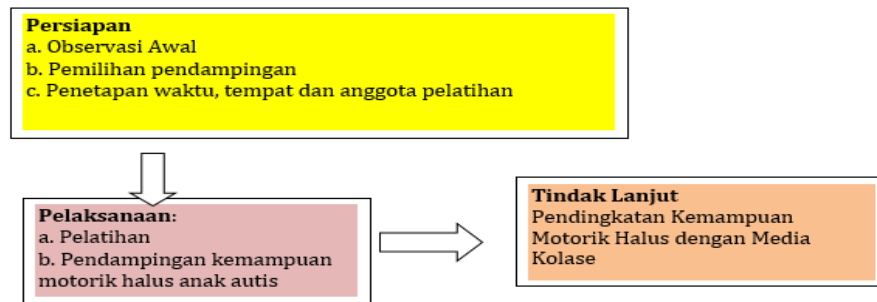 Persiapan
a. Observasi Awal
b. Pemilihan pendampingan
c. Penetapan waktu, tempat dan anggota pelatihan
Pelaksanaan:
a. Pelatihan
b. Pendampingan kemampuan
motorik halus anak autis
Tindak Lanjut
Pendingkatan Kemampuan
Motorik Halus dengan Media
Kolase